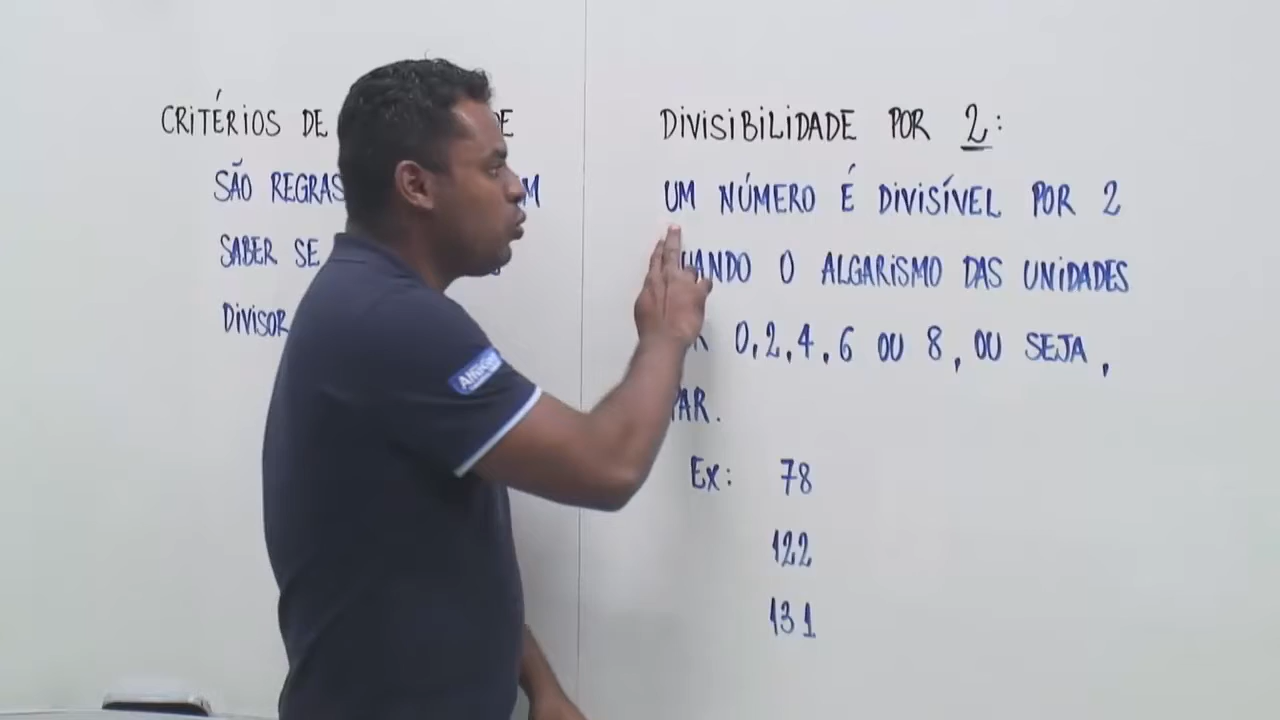 CRITÉRIOS DE
SÃO REGRAS
SABER SE
DIVISOR
DIVISIBILIDADE POR 2:
UM NÚMERO É DIVISÍVEL POR 2
O ALGARISMO DAS UNIDADES
0, 2, 4, 6 OU 8, OU SEJA,
PAR.
Ex: 78
122
131